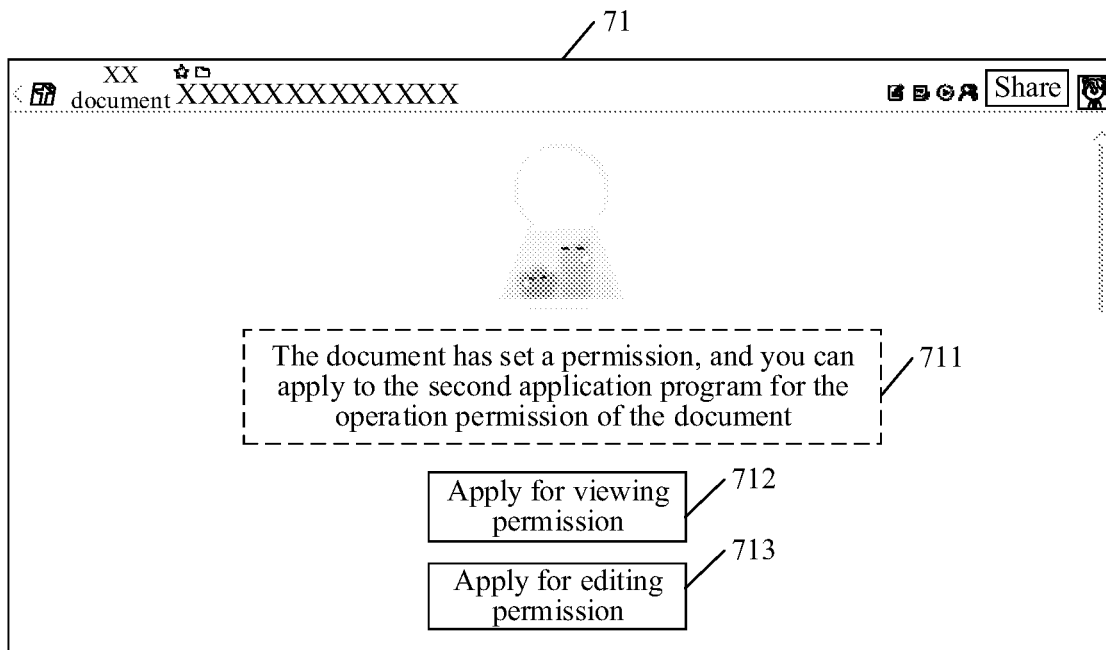 71
XX
document XXXXXXXXXXXXX
Share
The document has set a permission, and you can
apply to the second application program for the
operation permission of the document
711
Apply for viewing
permission
712
Apply for editing
permission
713